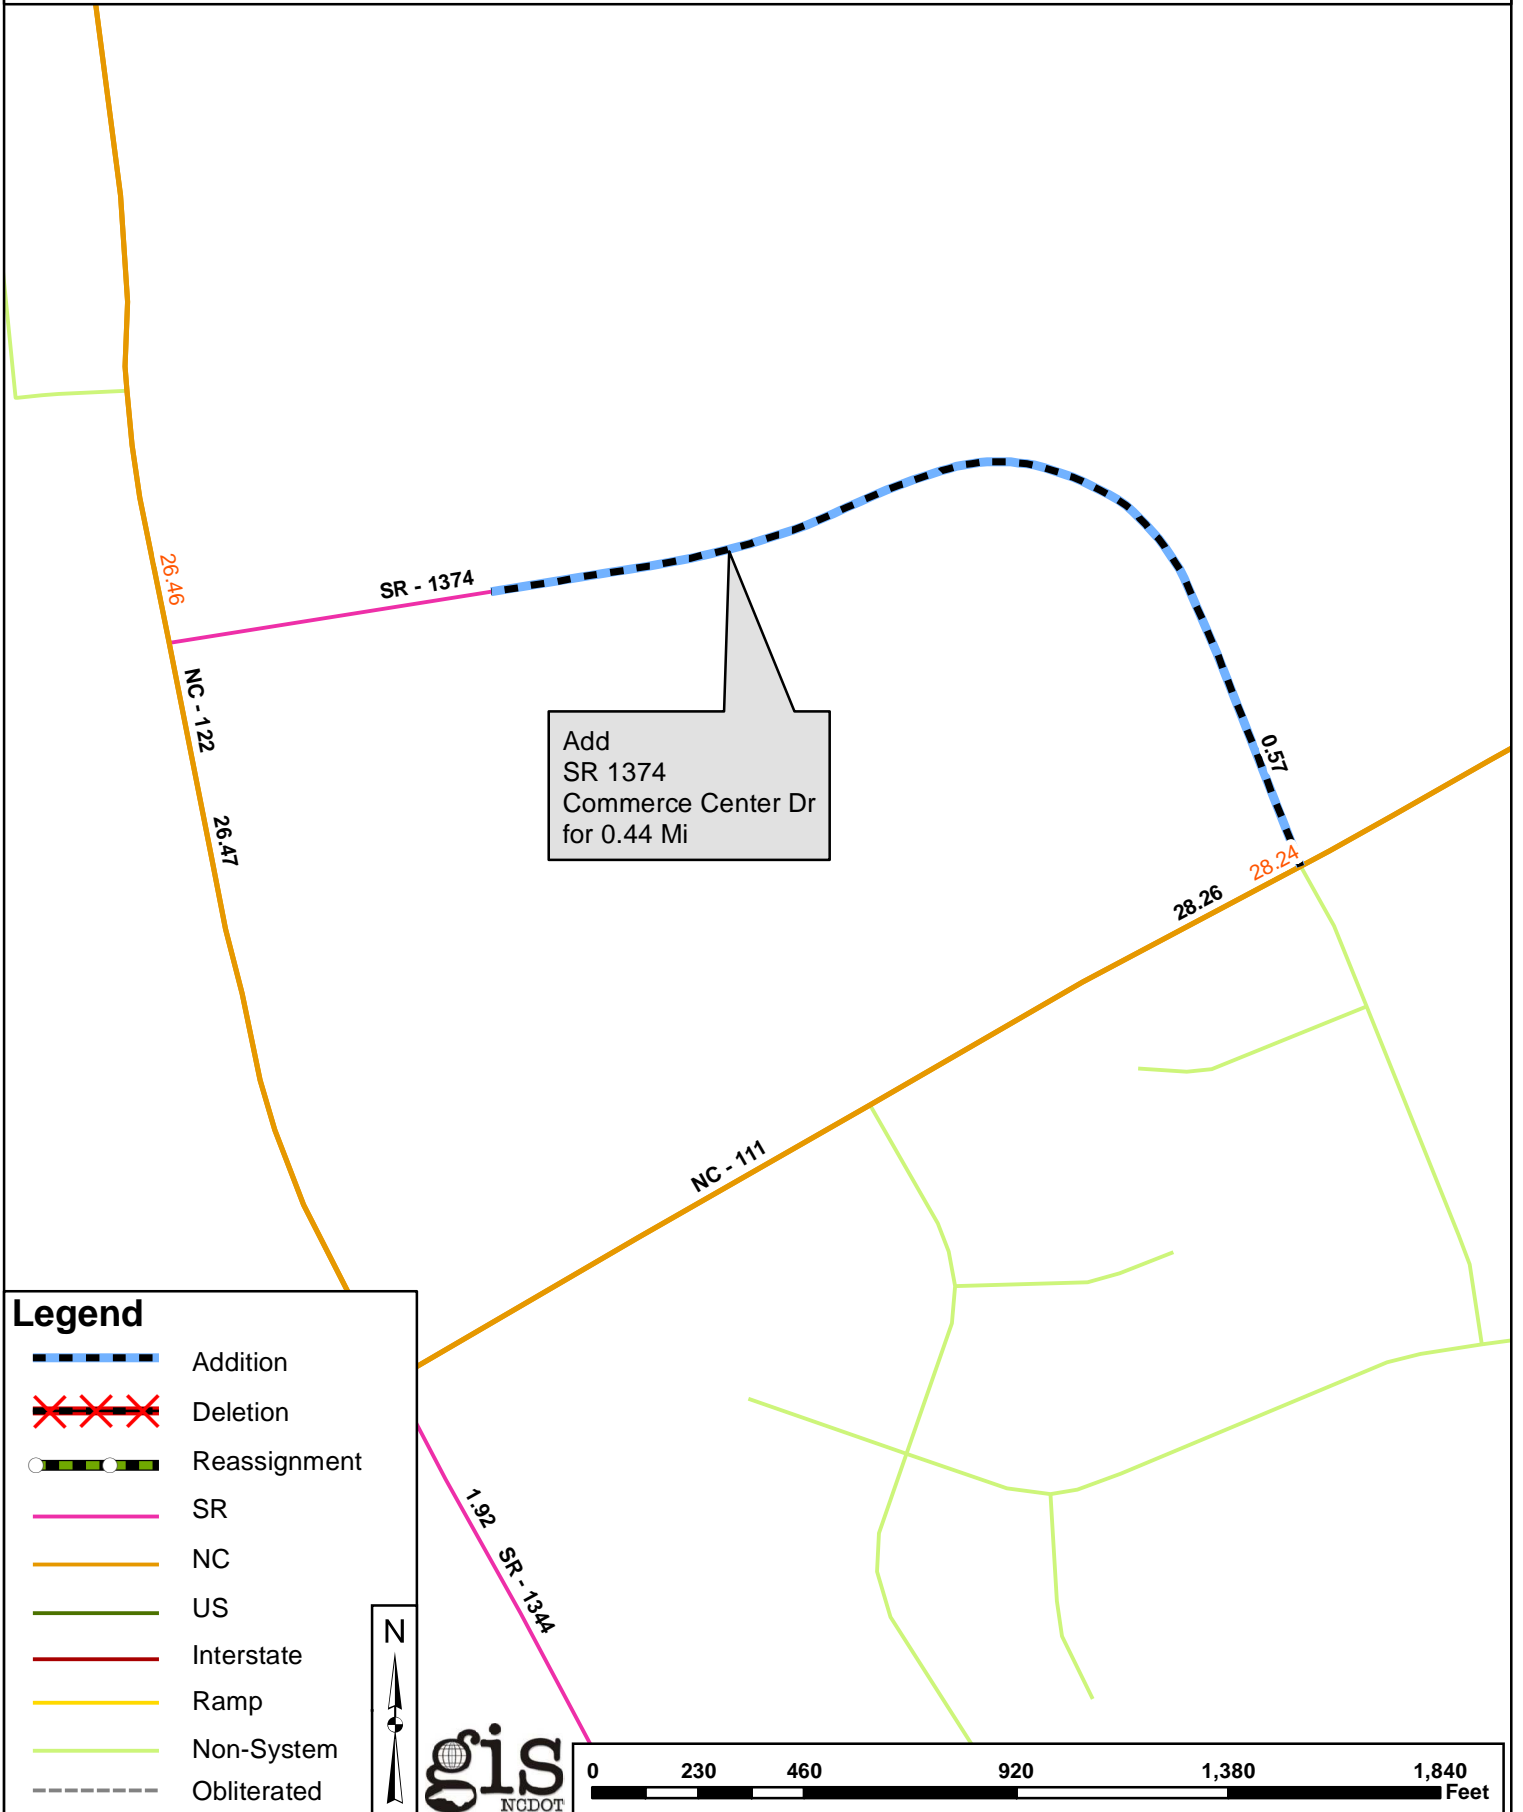 26.46
SR - 1374
NC - 122
26.47
Add
SR 1374
Commerce Center Dr
for 0.44 Mi
0.57
28.24
28.26
NC - 111
1.92 SR - 1344
Legend
Addition
Deletion
Reassignment
SR
NC
US
Interstate
Ramp
Non-System
Obliterated
N
gis
NCDOT
0 230 460 920 1,380 1,840
Feet